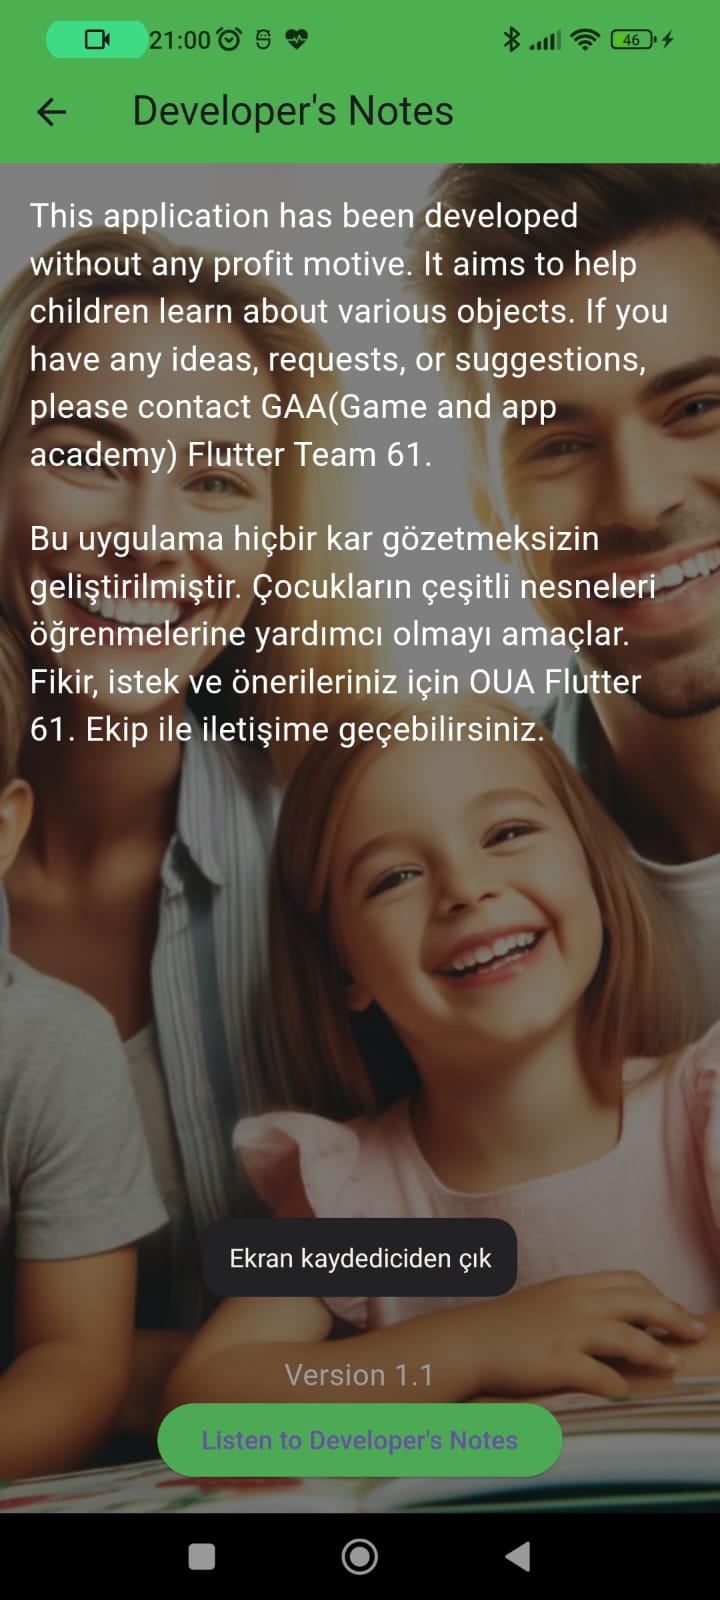 21:00
46
Developer's Notes
This application has been developed
without any profit motive. It aims to help
children learn about various objects. If you
have any ideas, requests, or suggestions,
please contact GAA(Game and app
academy) Flutter Team 61.
Bu uygulama hiçbir kar gözetmeksizin
geliştirilmiştir. Çocukların çeşitli nesneleri
öğrenmelerine yardımcı olmayı amaçlar.
Fikir, istek ve önerileriniz için OUA Flutter
61. Ekip ile iletişime geçebilirsiniz.
Ekran kaydediciden çık
Version 1.1
Listen to Developer's Notes